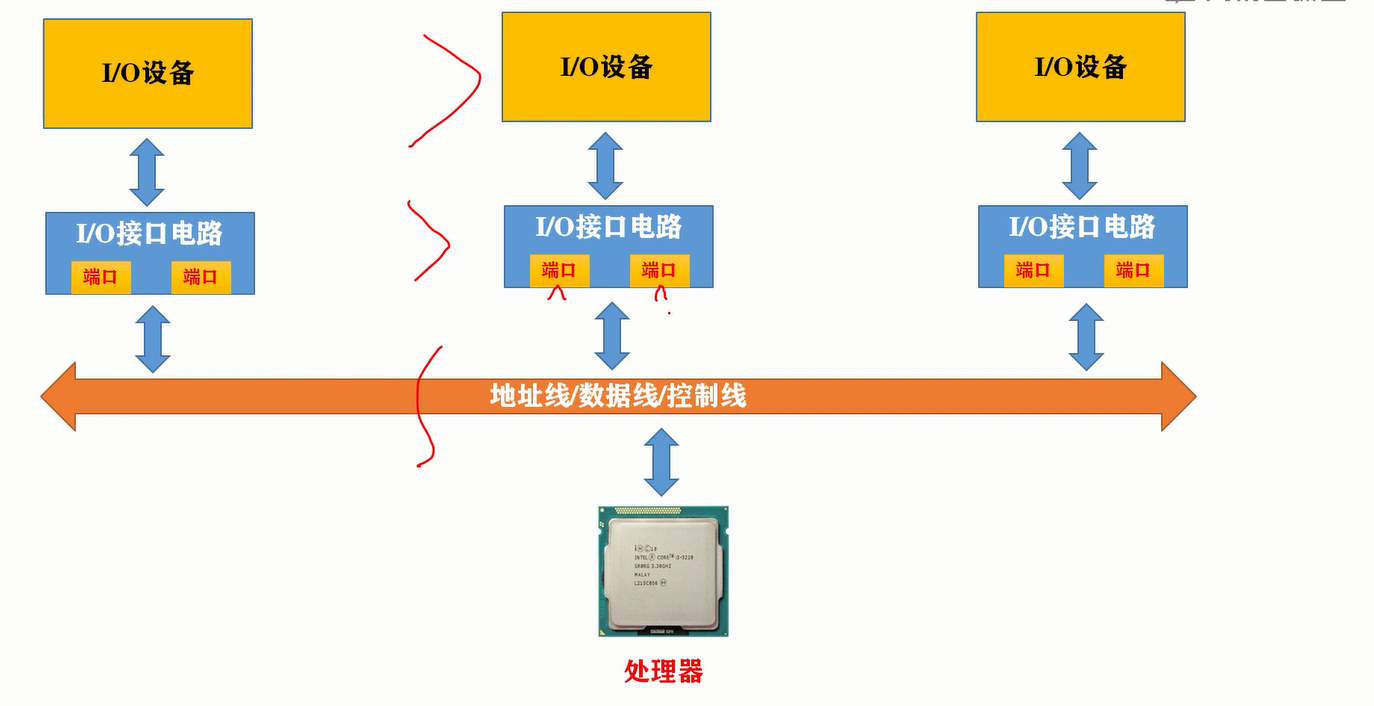 I/O设备
I/O设备
I/O设备
I/O接口电路
I/O接口电路
I/O接口电路
端口 端口
端口 端口
端口 端口
地址线/数据线/控制线
INTEL CORE™ i3-3220
SR0RG 3.30GHZ
MALAY
处理器